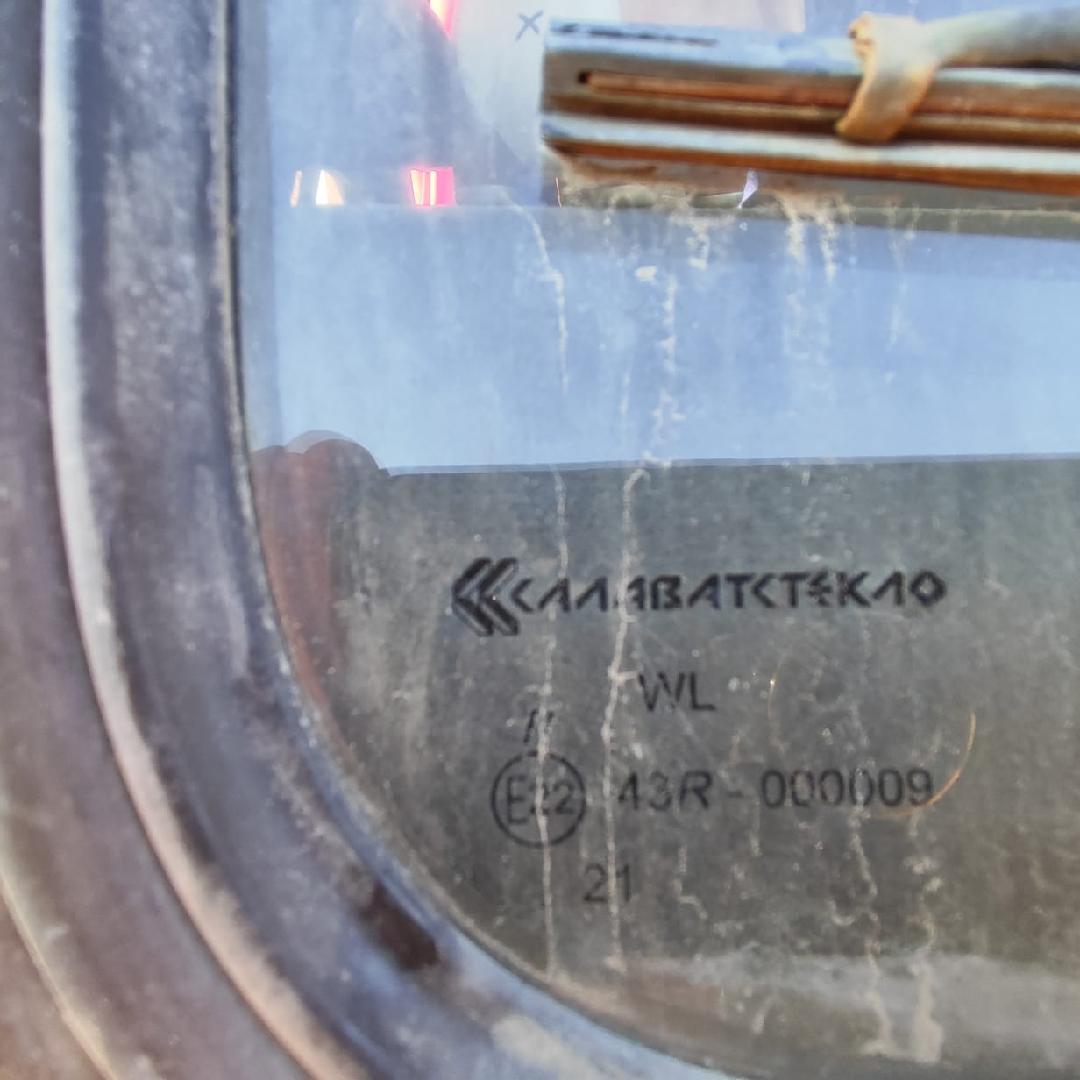 САЛАВАТСТЕКЛО
WL
E22 43R - 000009
21